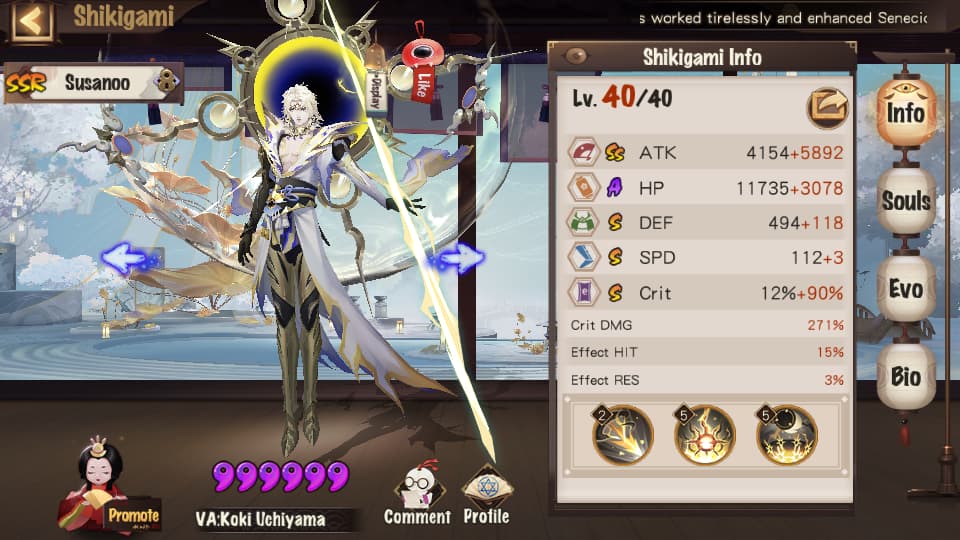 Shikigami
s worked tirelessly and enhanced Senecio
SSR Susanoo
Display
Like
Shikigami Info
Lv. 40/40
SS ATK 4154+5892
A HP 11735+3078
S DEF 494+118
S SPD 112+3
S Crit 12%+90%
Crit DMG 271%
Effect HIT 15%
Effect RES 3%
2 5 5
Info
Souls
Evo
Bio
Promote
VA:Koki Uchiyama
Comment
Profile